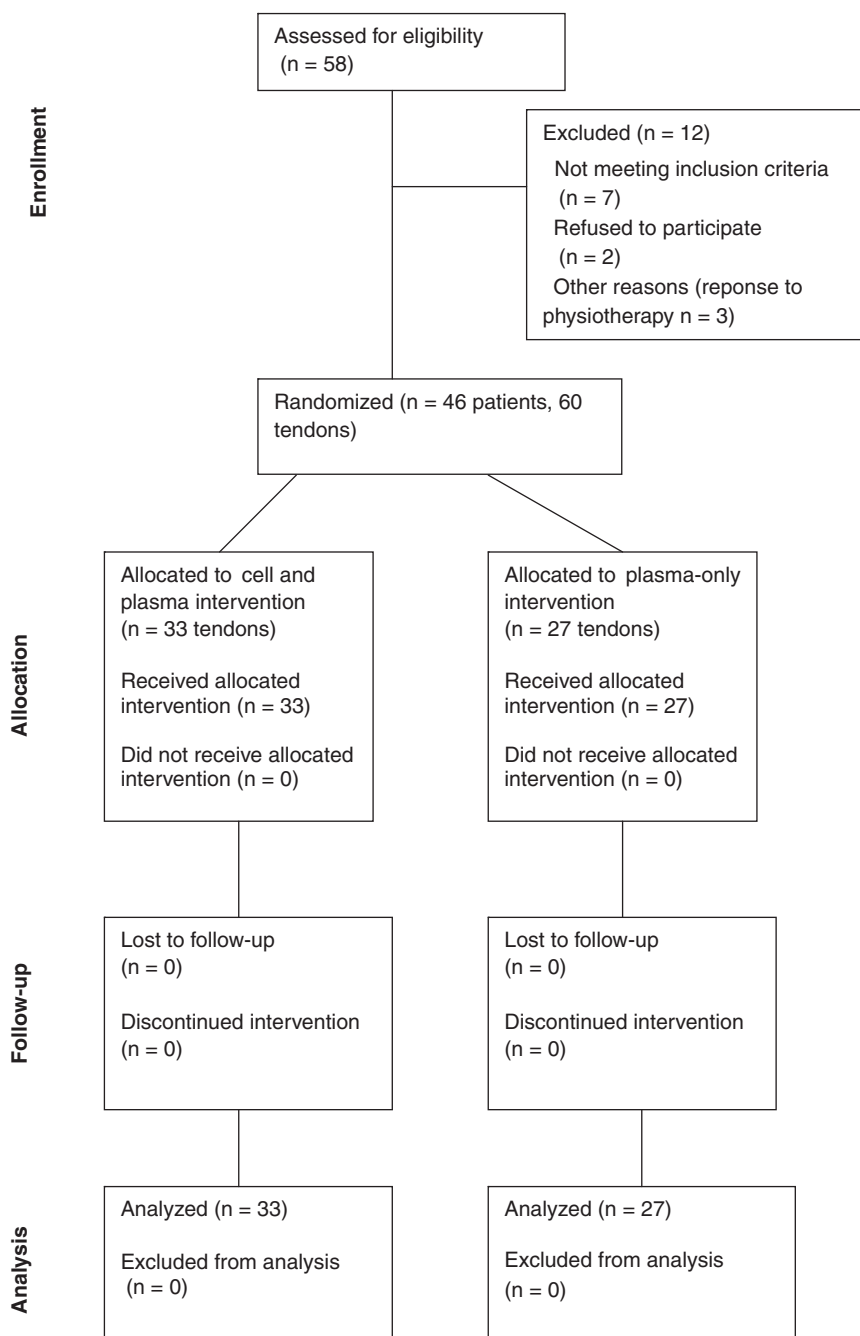 Assessed for eligibility
(n = 58)
Enrollment
Excluded (n = 12)
Not meeting inclusion criteria
(n = 7)
Refused to participate
(n = 2)
Other reasons (reponse to
physiotherapy n = 3)
Randomized (n = 46 patients, 60
tendons)
Allocation
Allocated to cell and
plasma intervention
(n = 33 tendons)
Received allocated
intervention (n = 33)
Did not receive allocated
intervention (n = 0)
Allocated to plasma-only
intervention
(n = 27 tendons)
Received allocated
intervention (n = 27)
Did not receive allocated
intervention (n = 0)
Follow-up
Lost to follow-up
(n = 0)
Discontinued intervention
(n = 0)
Lost to follow-up
(n = 0)
Discontinued intervention
(n = 0)
Analysis
Analyzed (n = 33)
Excluded from analysis
(n = 0)
Analyzed (n = 27)
Excluded from analysis
(n = 0)